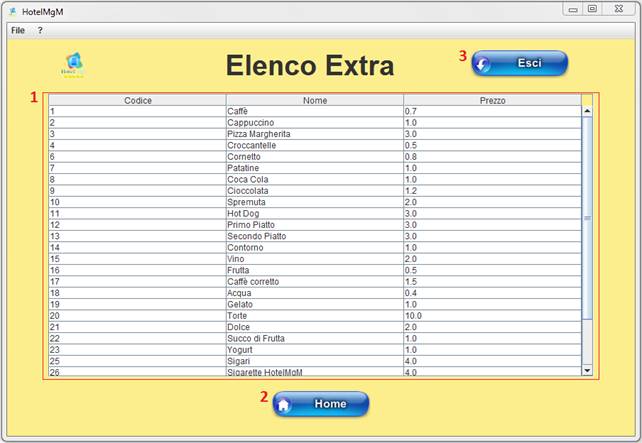 HotelMgM
File ?
Elenco Extra
3 Esci
1
Codice Nome Prezzo
1 Caffè 0.7
2 Cappuccino 1.0
3 Pizza Margherita 3.0
4 Croccantelle 0.5
6 Cornetto 0.8
7 Patatine 1.0
8 Coca Cola 1.0
9 Cioccolata 1.2
10 Spremuta 2.0
11 Hot Dog 3.0
12 Primo Piatto 3.0
13 Secondo Piatto 3.0
14 Contorno 1.0
15 Vino 2.0
16 Frutta 0.5
17 Caffè corretto 1.5
18 Acqua 0.4
19 Gelato 1.0
20 Torte 10.0
21 Dolce 2.0
22 Succo di Frutta 1.0
23 Yogurt 1.0
25 Sigari 4.0
26 Sigarette HotelMgM 4.0
2 Home